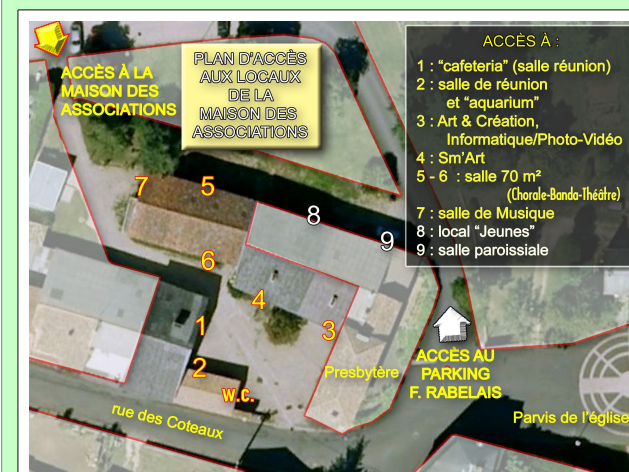 ACCÈS À LA
MAISON DES
ASSOCIATIONS
PLAN D'ACCÈS
AUX LOCAUX
DE LA
MAISON DES
ASSOCIATIONS
ACCÈS À :
1 : “cafeteria” (salle réunion)
2 : salle de réunion
et “aquarium”
3 : Art & Création,
Informatique/Photo-Vidéo
4 : Sm'Art
5 - 6 : salle 70 m²
(Chorale-Banda-Théâtre)
7 : salle de Musique
8 : local “Jeunes”
9 : salle paroissiale
7
5
8
9
6
4
1
3
2
W.C.
Presbytère
ACCÈS AU
PARKING
F. RABELAIS
rue des Coteaux
Parvis de l'église